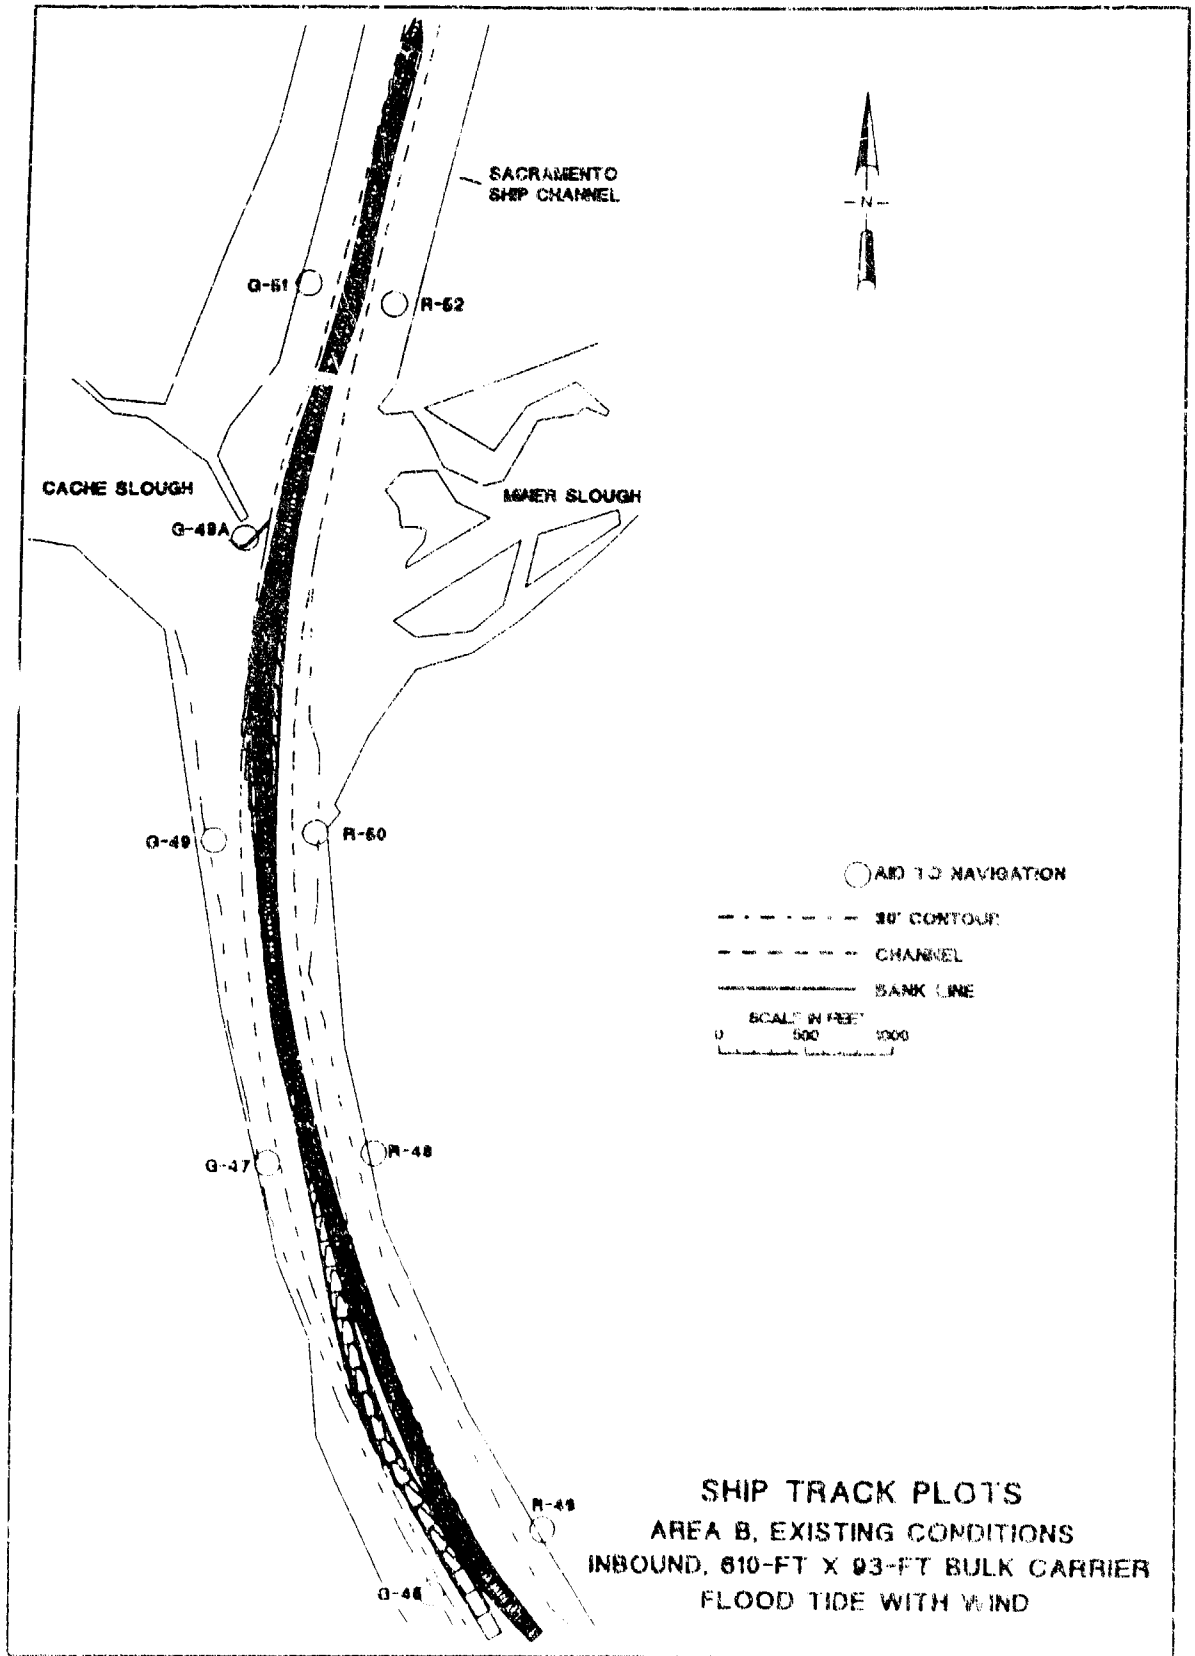 SACRAMENTO
SHIP CHANNEL
-N-
G-51
R-52
CACHE SLOUGH
MINER SLOUGH
G-49A
G-49
R-50
AID TO NAVIGATION
30' CONTOUR
CHANNEL
BANK LINE
SCALE IN FEET
0 500 1000
G-47
R-48
SHIP TRACK PLOTS
AREA B, EXISTING CONDITIONS
INBOUND, 610-FT X 93-FT BULK CARRIER
FLOOD TIDE WITH WIND